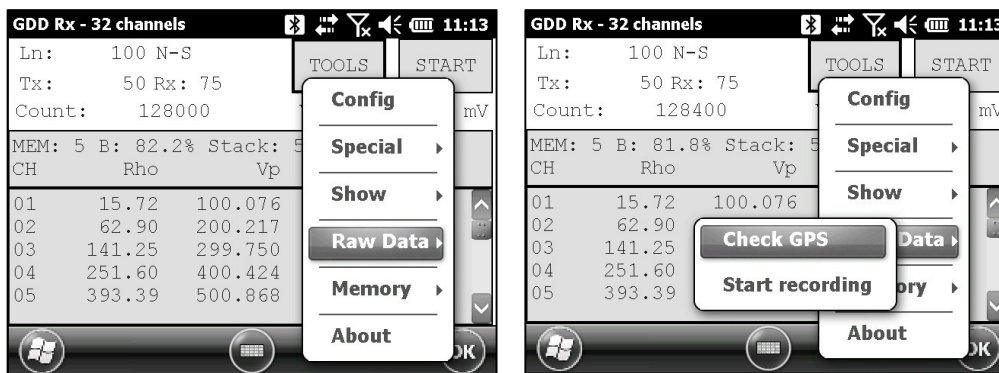 GDD Rx - 32 channels 11:13
Ln: 100 N-S
Tx: 50 Rx: 75
Count: 128000 mV
TOOLS START
MEM: 5 B: 82.2% Stack: 5
CH Rho Vp
01 15.72 100.076
02 62.90 200.217
03 141.25 299.750
04 251.60 400.424
05 393.39 500.868
Config
Special
Show
Raw Data
Memory
About
OK
GDD Rx - 32 channels 11:13
Ln: 100 N-S
Tx: 50 Rx: 75
Count: 128400 mV
TOOLS START
MEM: 5 B: 81.8% Stack: 5
CH Rho Vp
01 15.72 100.076
02 62.90
03 141.25
04 251.60
05 393.39
Config
Special
Show
Data
ory
About
Check GPS
Start recording
OK